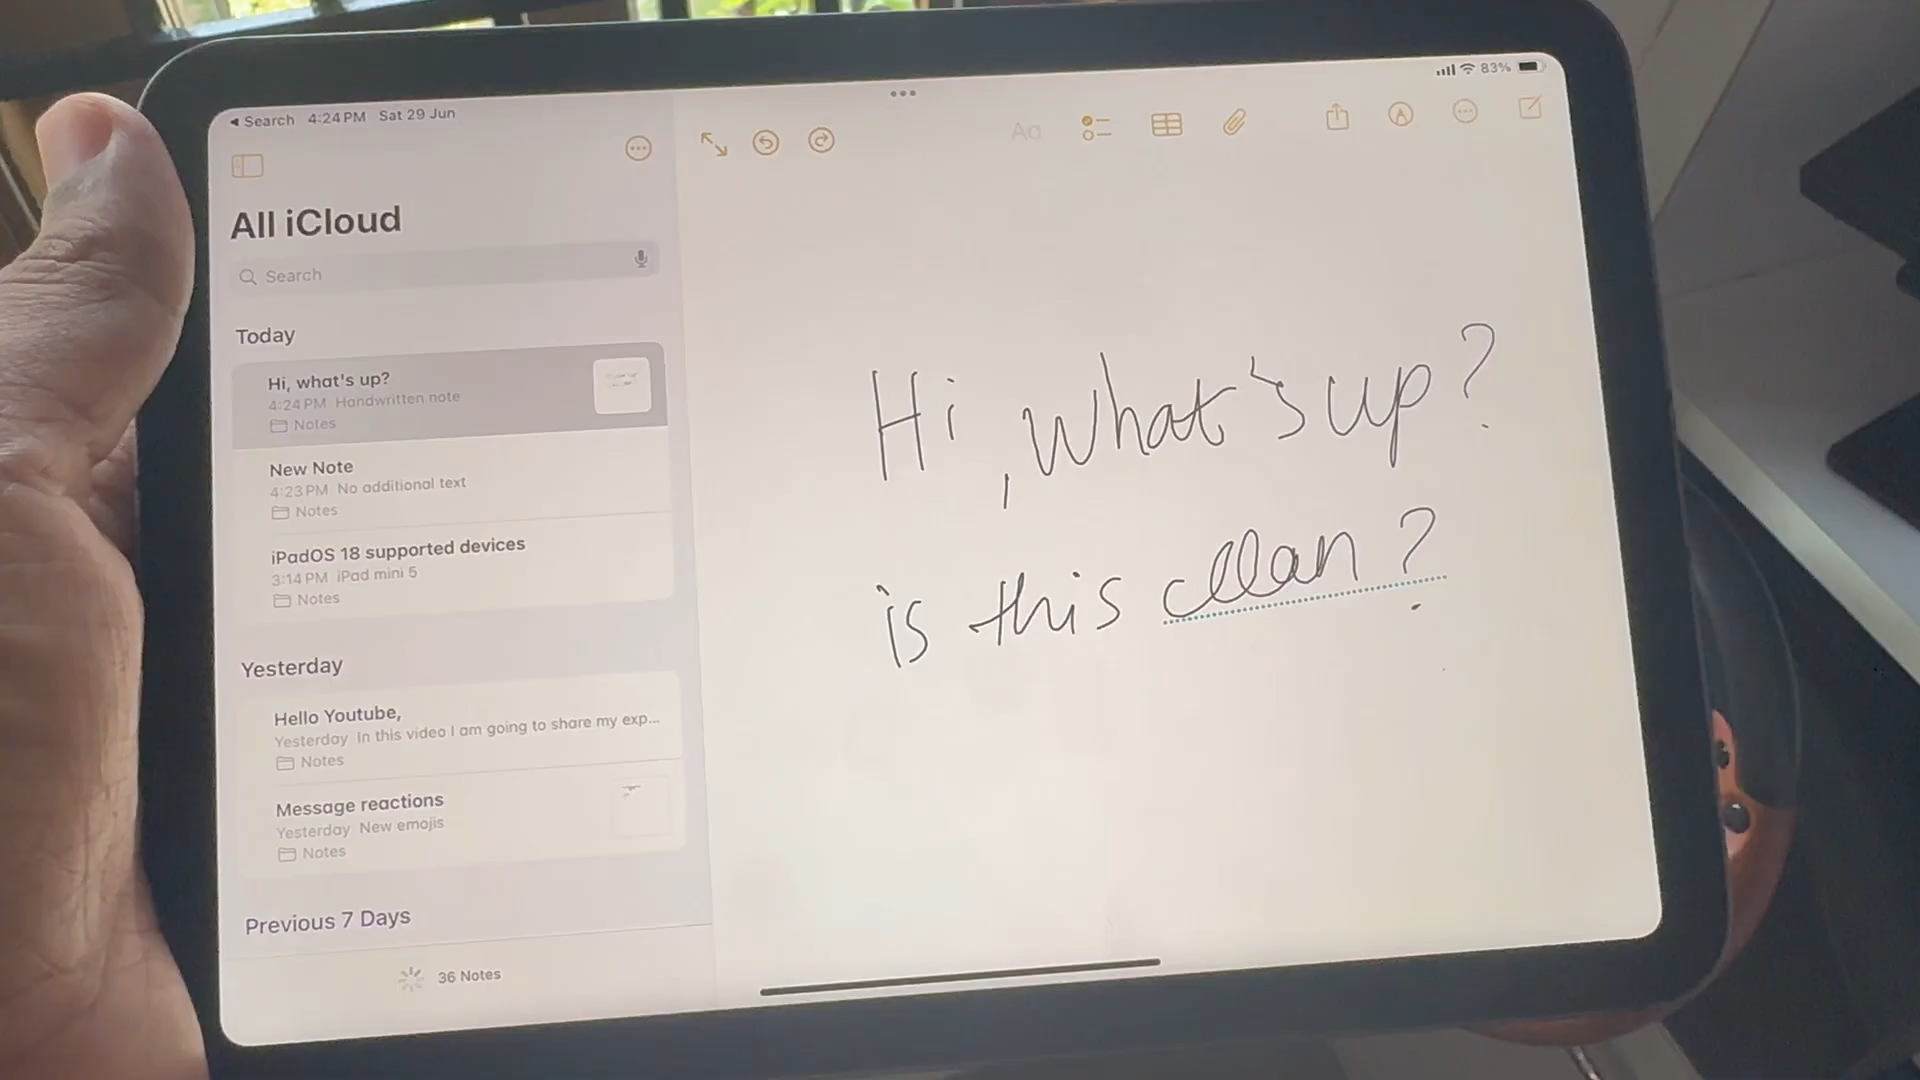 Search 4:24 PM Sat 29 Jun
83%
Aa
All iCloud
Search
Today
Hi, what's up?
4:24 PM Handwritten note
Notes
New Note
4:23 PM No additional text
Notes
iPadOS 18 supported devices
3:14 PM iPad mini 5
Notes
Yesterday
Hello Youtube,
Yesterday In this video I am going to share my exp...
Notes
Message reactions
Yesterday New emojis
Notes
Previous 7 Days
36 Notes
Hi, what's up?
is this cllan?